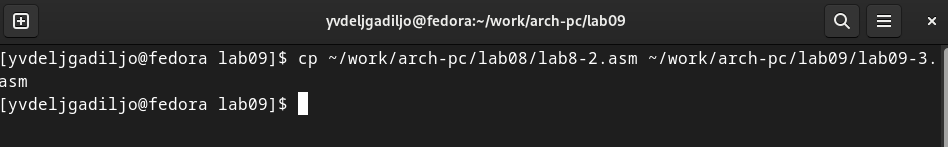 yvdeljgadiljo@fedora:~/work/arch-pc/lab09
[yvdeljgadiljo@fedora lab09]$ cp ~/work/arch-pc/lab08/lab8-2.asm ~/work/arch-pc/lab09/lab09-3.
asm
[yvdeljgadiljo@fedora lab09]$